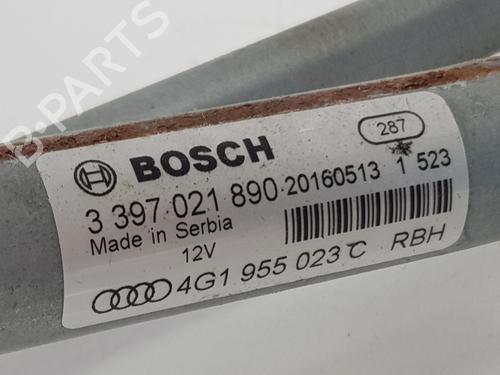 BOSCH
287
3 397 021 890 20160513 1 523
Made in Serbia
12V
4G1 955 023 C RBH
B-PARTS